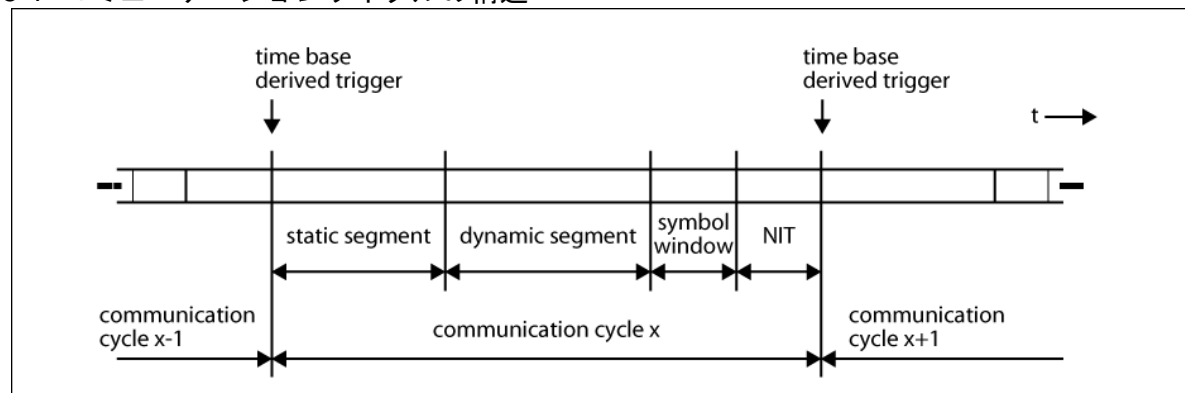 time base
derived trigger
time base
derived trigger
t
static segment
dynamic segment
symbol
window
NIT
communication
cycle x-1
communication cycle x
communication
cycle x+1